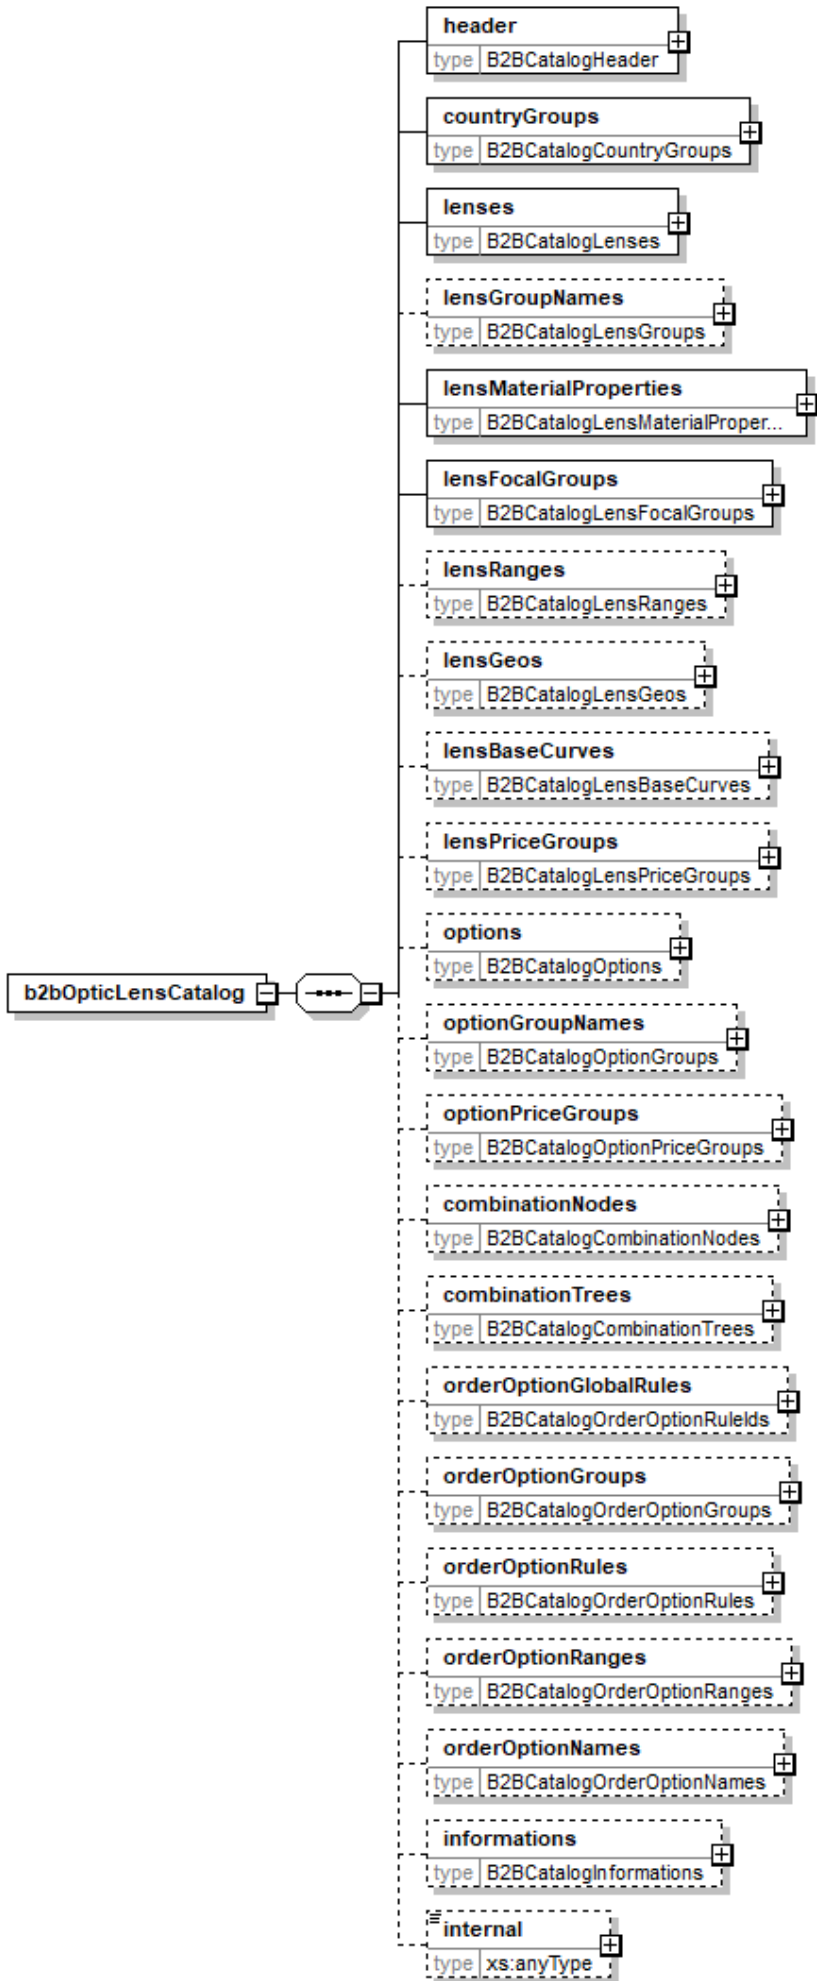 header
type B2BCatalogHeader
countryGroups
type B2BCatalogCountryGroups
lenses
type B2BCatalogLenses
lensGroupNames
type B2BCatalogLensGroups
lensMaterialProperties
type B2BCatalogLensMaterialProper...
lensFocalGroups
type B2BCatalogLensFocalGroups
lensRanges
type B2BCatalogLensRanges
lensGeos
type B2BCatalogLensGeos
lensBaseCurves
type B2BCatalogLensBaseCurves
lensPriceGroups
type B2BCatalogLensPriceGroups
options
type B2BCatalogOptions
b2bOpticLensCatalog
optionGroupNames
type B2BCatalogOptionGroups
optionPriceGroups
type B2BCatalogOptionPriceGroups
combinationNodes
type B2BCatalogCombinationNodes
combinationTrees
type B2BCatalogCombinationTrees
orderOptionGlobalRules
type B2BCatalogOrderOptionRuleIds
orderOptionGroups
type B2BCatalogOrderOptionGroups
orderOptionRules
type B2BCatalogOrderOptionRules
orderOptionRanges
type B2BCatalogOrderOptionRanges
orderOptionNames
type B2BCatalogOrderOptionNames
informations
type B2BCatalogInformations
internal
type xs:anyType